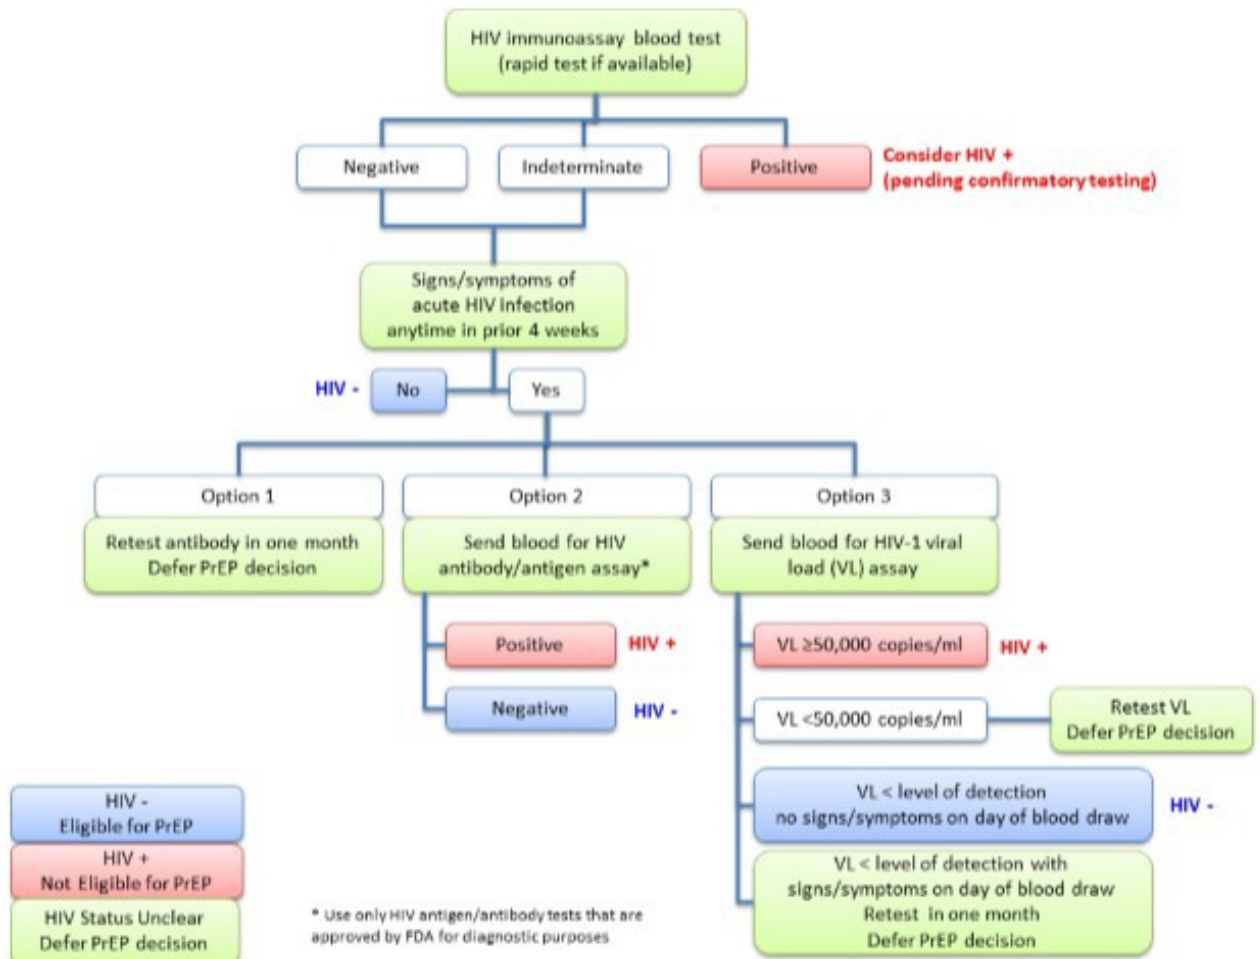 HIV immunoassay blood test
(rapid test if available)
Negative
Indeterminate
Positive
Consider HIV +
(pending confirmatory testing)
Signs/symptoms of
acute HIV infection
anytime in prior 4 weeks
HIV -
No
Yes
Option 1
Retest antibody in one month
Defer PrEP decision
Option 2
Send blood for HIV
antibody/antigen assay*
Positive
HIV +
Negative
HIV -
Option 3
Send blood for HIV-1 viral
load (VL) assay
VL ≥50,000 copies/ml
HIV +
VL <50,000 copies/ml
Retest VL
Defer PrEP decision
VL < level of detection
no signs/symptoms on day of blood draw
HIV -
VL < level of detection with
signs/symptoms on day of blood draw
Retest in one month
Defer PrEP decision
HIV -
Eligible for PrEP
HIV +
Not Eligible for PrEP
HIV Status Unclear
Defer PrEP decision
* Use only HIV antigen/antibody tests that are
approved by FDA for diagnostic purposes